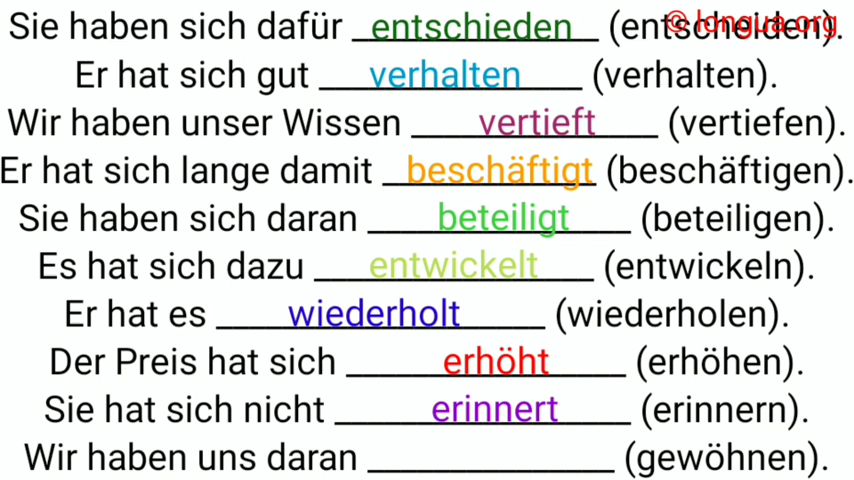 © longua.org
Sie haben sich dafür entschieden (entscheiden).
Er hat sich gut verhalten (verhalten).
Wir haben unser Wissen vertieft (vertiefen).
Er hat sich lange damit beschäftigt (beschäftigen).
Sie haben sich daran beteiligt (beteiligen).
Es hat sich dazu entwickelt (entwickeln).
Er hat es wiederholt (wiederholen).
Der Preis hat sich erhöht (erhöhen).
Sie hat sich nicht erinnert (erinnern).
Wir haben uns daran ______________ (gewöhnen).